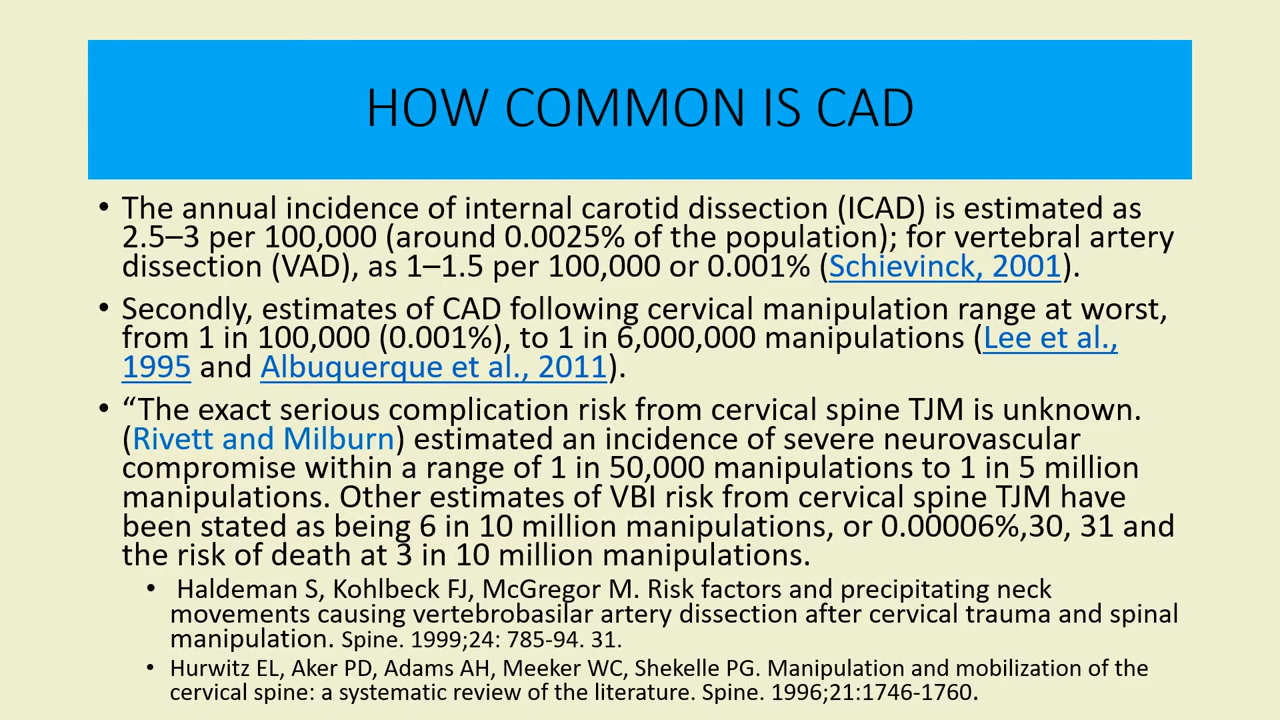 HOW COMMON IS CAD
• The annual incidence of internal carotid dissection (ICAD) is estimated as
2.5–3 per 100,000 (around 0.0025% of the population); for vertebral artery
dissection (VAD), as 1–1.5 per 100,000 or 0.001% (Schievinck, 2001).
• Secondly, estimates of CAD following cervical manipulation range at worst,
from 1 in 100,000 (0.001%), to 1 in 6,000,000 manipulations (Lee et al.,
1995 and Albuquerque et al., 2011).
• “The exact serious complication risk from cervical spine TJM is unknown.
(Rivett and Milburn) estimated an incidence of severe neurovascular
compromise within a range of 1 in 50,000 manipulations to 1 in 5 million
manipulations. Other estimates of VBI risk from cervical spine TJM have
been stated as being 6 in 10 million manipulations, or 0.00006%,30, 31 and
the risk of death at 3 in 10 million manipulations.
• Haldeman S, Kohlbeck FJ, McGregor M. Risk factors and precipitating neck
movements causing vertebrobasilar artery dissection after cervical trauma and spinal
manipulation. Spine. 1999;24: 785-94. 31.
• Hurwitz EL, Aker PD, Adams AH, Meeker WC, Shekelle PG. Manipulation and mobilization of the
cervical spine: a systematic review of the literature. Spine. 1996;21:1746-1760.